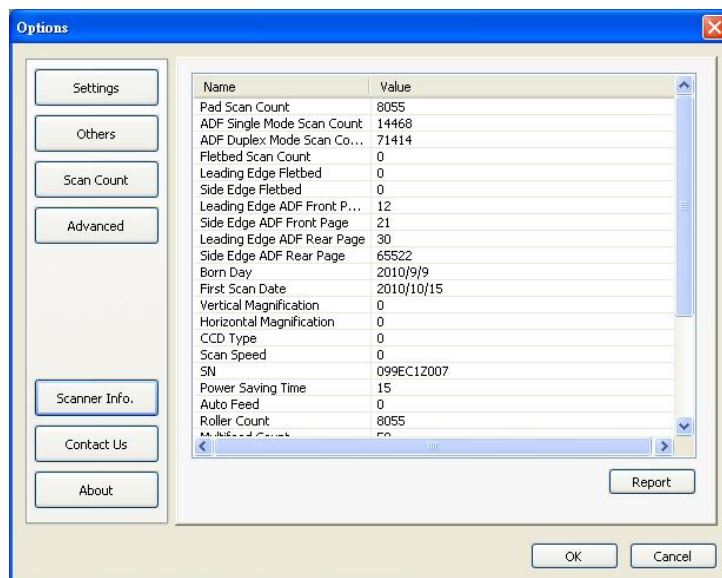 Options
Settings
Others
Scan Count
Advanced
Scanner Info.
Contact Us
About
Name Value
Pad Scan Count 8055
ADF Single Mode Scan Count 14468
ADF Duplex Mode Scan Co... 71414
Fletbed Scan Count 0
Leading Edge Fletbed 0
Side Edge Fletbed 0
Leading Edge ADF Front P... 12
Side Edge ADF Front Page 21
Leading Edge ADF Rear Page 30
Side Edge ADF Rear Page 65522
Born Day 2010/9/9
First Scan Date 2010/10/15
Vertical Magnification 0
Horizontal Magnification 0
CCD Type 0
Scan Speed 0
SN 099EC1Z007
Power Saving Time 15
Auto Feed 0
Roller Count 8055
Multifeed Count
Report
OK Cancel